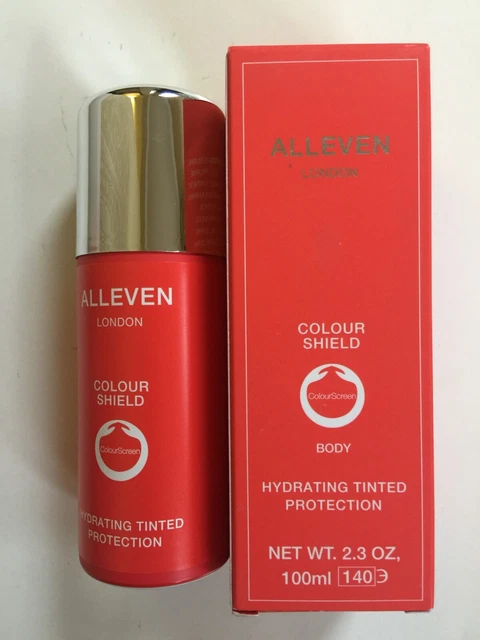 ALLEVEN
LONDON
COLOUR
SHIELD
ColourScreen
HYDRATING TINTED
PROTECTION
ALLEVEN
LONDON
COLOUR
SHIELD
ColourScreen
BODY
HYDRATING TINTED
PROTECTION
NET WT. 2.3 OZ,
100ml 140 Э